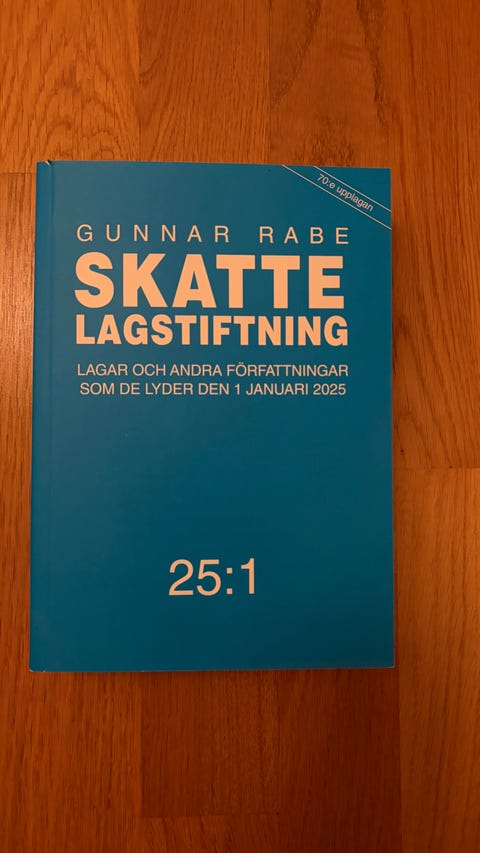 70:e upplagan
GUNNAR RABE
SKATTE
LAGSTIFTNING
LAGAR OCH ANDRA FÖRFATTNINGAR
SOM DE LYDER DEN 1 JANUARI 2025
25:1